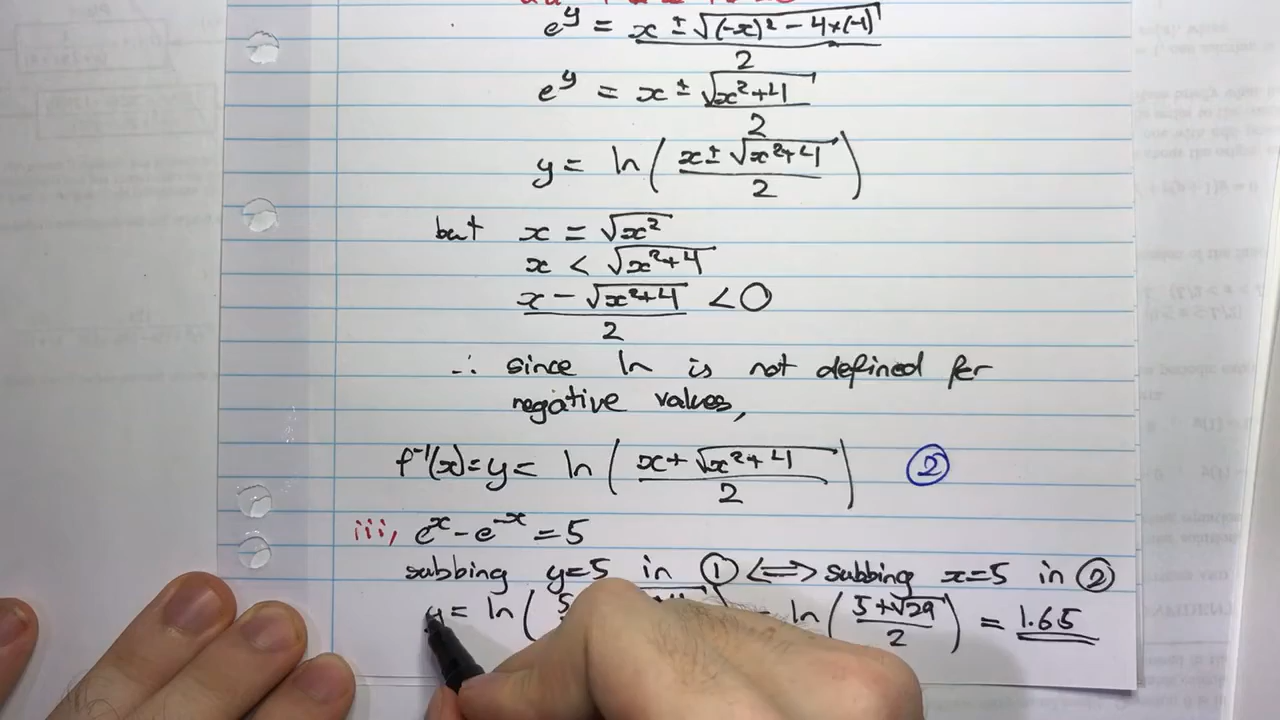 e^y = x ± √((-x)² - 4×(-1)) / 2
e^y = x ± √(x²+4) / 2
y = ln( (x ± √(x²+4)) / 2 )
but x = √x²
x < √(x²+4)
(x - √(x²+4)) / 2 < 0
∴ since ln is not defined for
negative values,
f⁻¹(x) = y = ln( (x + √(x²+4)) / 2 ) ②
iii, e^x - e^-x = 5
subbing y=5 in ① ⟺ subbing x=5 in ②
= ln( 5 = ln( (5+√29) / 2 ) = 1.65